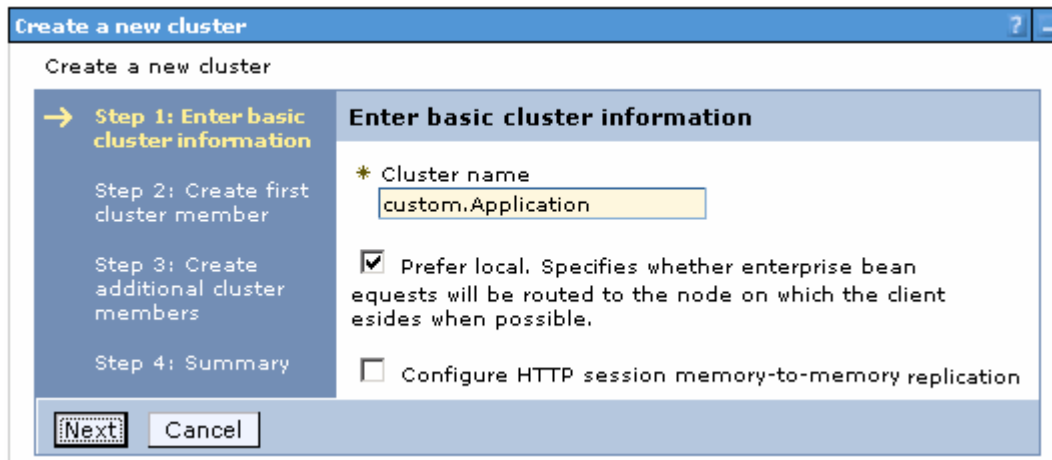 Create a new cluster ?
Create a new cluster
Step 1: Enter basic
cluster information
Step 2: Create first
cluster member
Step 3: Create
additional cluster
members
Step 4: Summary
Enter basic cluster information
* Cluster name
custom.Application
Prefer local. Specifies whether enterprise bean
equests will be routed to the node on which the client
esides when possible.
Configure HTTP session memory-to-memory replication
Next Cancel